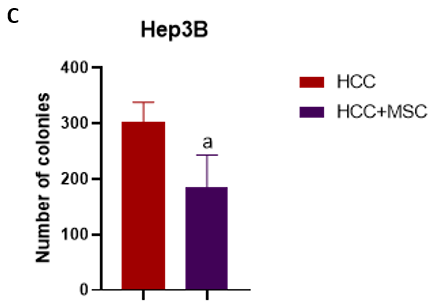 C
Hep3B
Number of colonies
400
300
200
100
0
a
HCC
HCC+MSC